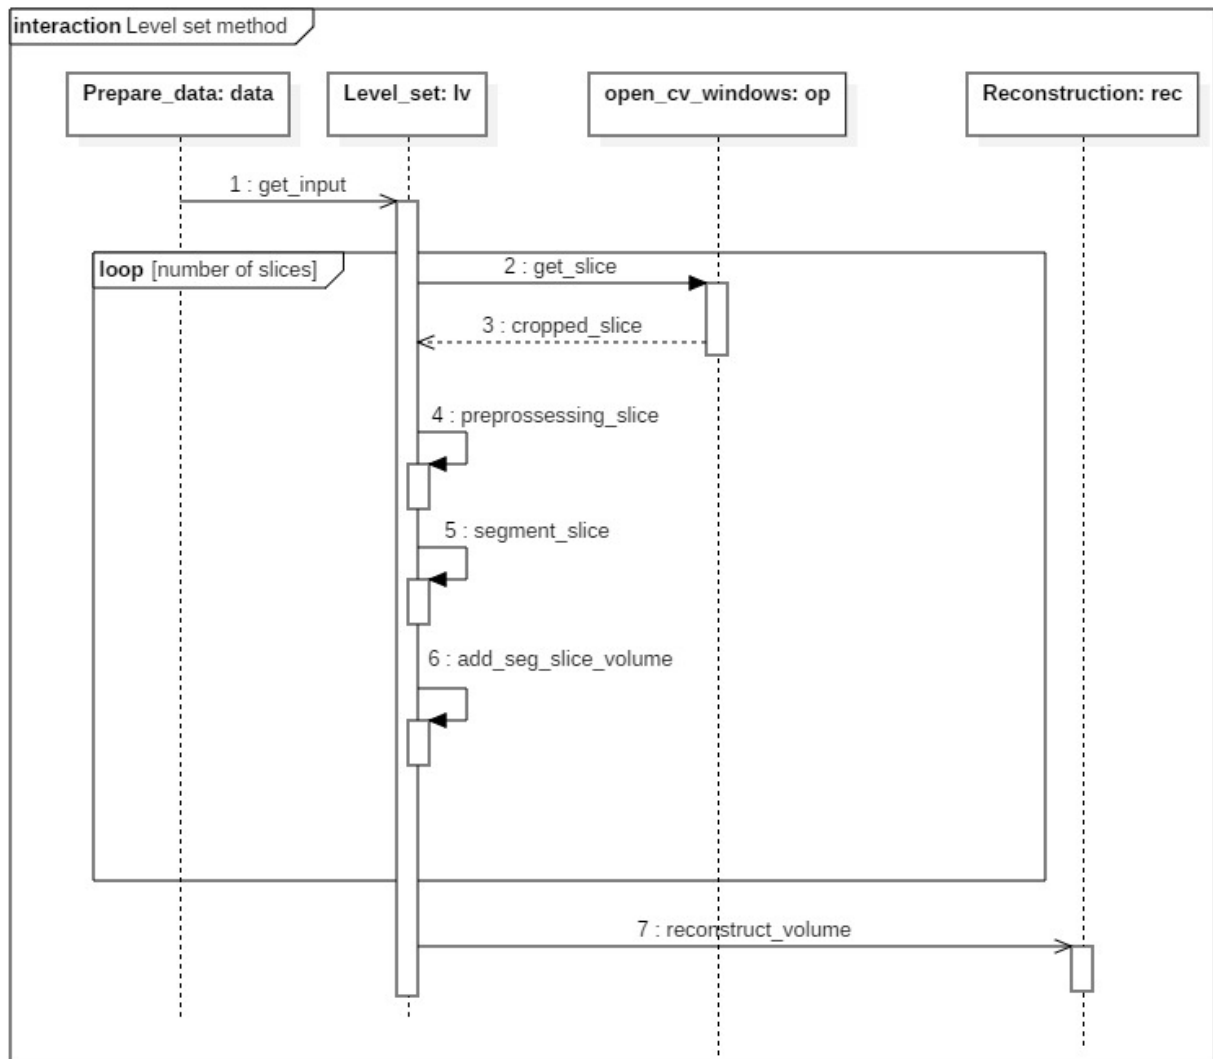 interaction Level set method
Prepare_data: data
Level_set: lv
open_cv_windows: op
Reconstruction: rec
1 : get_input
loop [number of slices]
2 : get_slice
3 : cropped_slice
4 : preprossessing_slice
5 : segment_slice
6 : add_seg_slice_volume
7 : reconstruct_volume